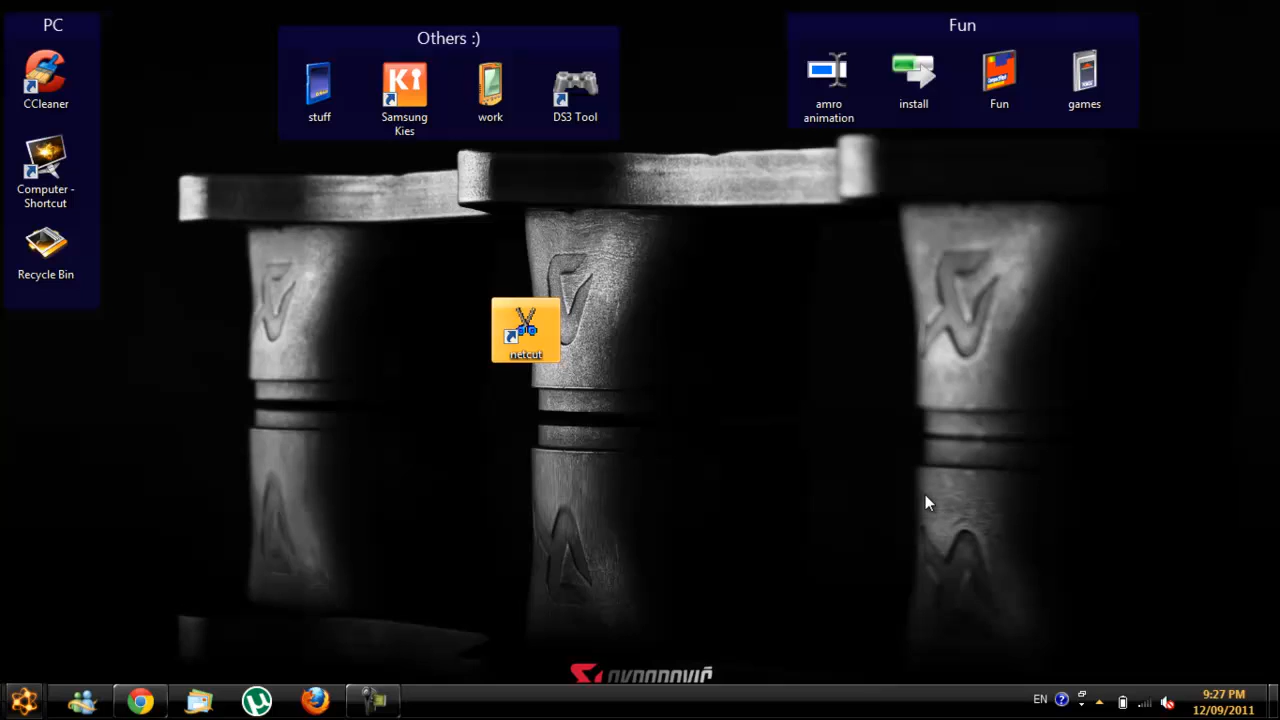 PC
CCleaner
Computer -
Shortcut
Recycle Bin
Others :)
stuff
Samsung
Kies
work
DS3 Tool
Fun
amro
animation
install
Fun
games
netcut
EN
9:27 PM
12/09/2011